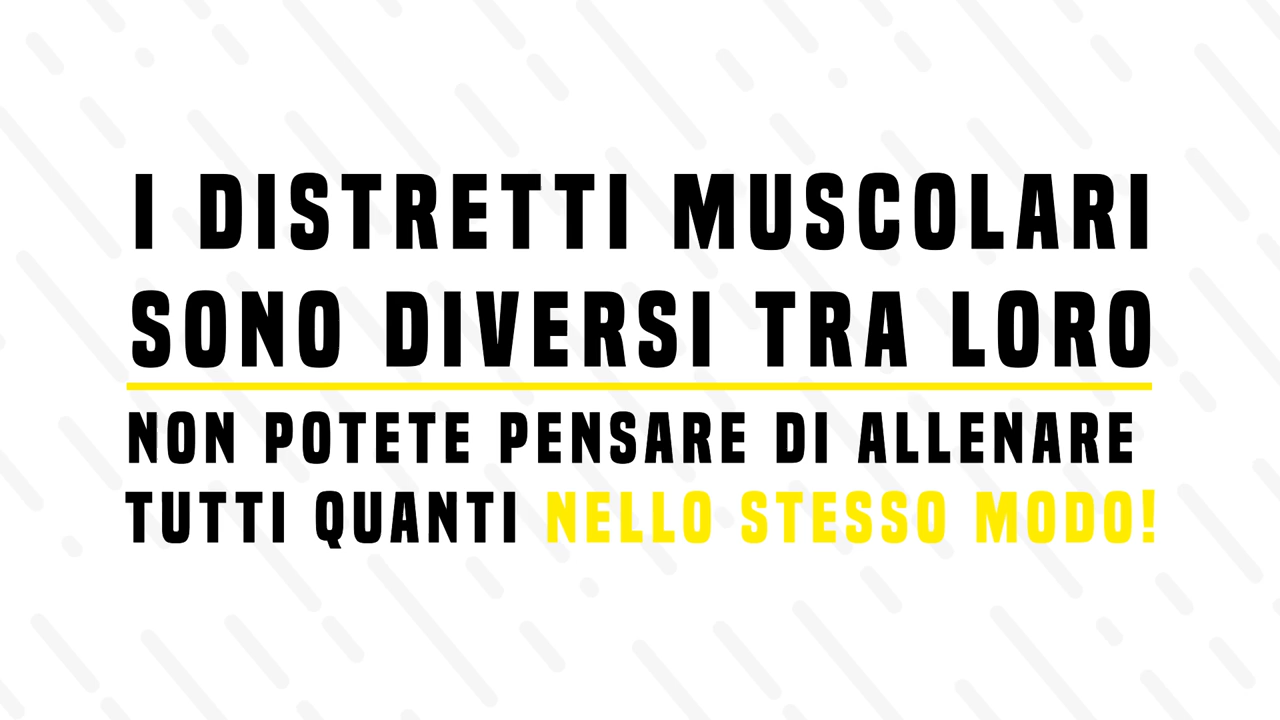 I DISTRETTI MUSCOLARI
SONO DIVERSI TRA LORO
NON POTETE PENSARE DI ALLENARE
TUTTI QUANTI NELLO STESSO MODO!